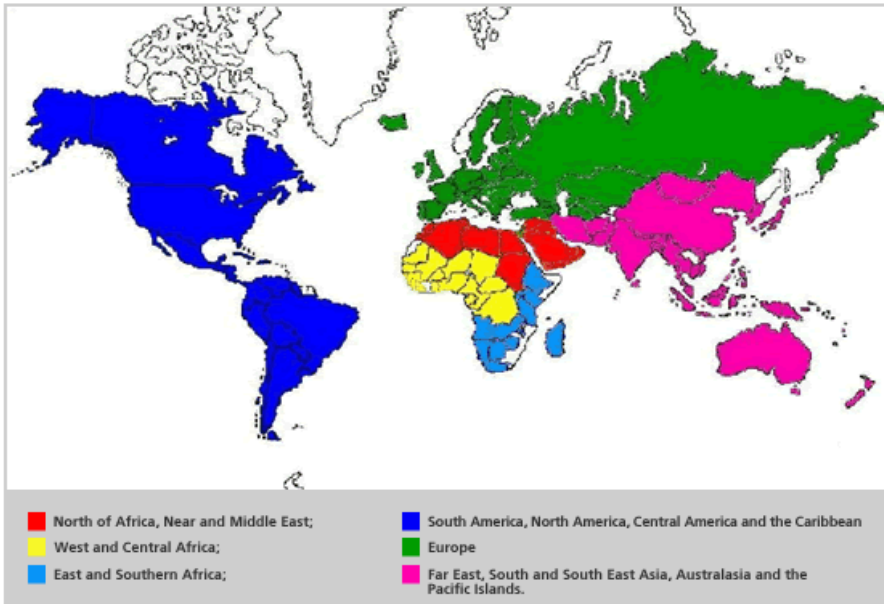 North of Africa, Near and Middle East;
West and Central Africa;
East and Southern Africa;
South America, North America, Central America and the Caribbean
Europe
Far East, South and South East Asia, Australasia and the
Pacific Islands.